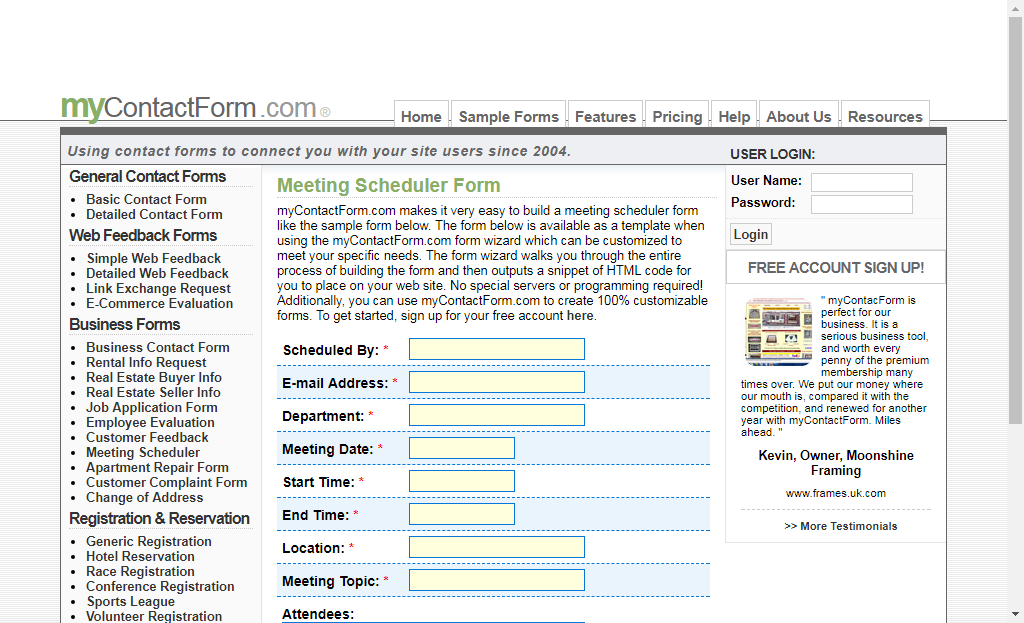 myContactForm.com®
Home
Sample Forms
Features
Pricing
Help
About Us
Resources
Using contact forms to connect you with your site users since 2004.
USER LOGIN:
General Contact Forms
Basic Contact Form
Detailed Contact Form
Web Feedback Forms
Simple Web Feedback
Detailed Web Feedback
Link Exchange Request
E-Commerce Evaluation
Business Forms
Business Contact Form
Rental Info Request
Real Estate Buyer Info
Real Estate Seller Info
Job Application Form
Employee Evaluation
Customer Feedback
Meeting Scheduler
Apartment Repair Form
Customer Complaint Form
Change of Address
Registration & Reservation
Generic Registration
Hotel Reservation
Race Registration
Conference Registration
Sports League
Volunteer Registration
Meeting Scheduler Form
myContactForm.com makes it very easy to build a meeting scheduler form
like the sample form below. The form below is available as a template when
using the myContactForm.com form wizard which can be customized to
meet your specific needs. The form wizard walks you through the entire
process of building the form and then outputs a snippet of HTML code for
you to place on your web site. No special servers or programming required!
Additionally, you can use myContactForm.com to create 100% customizable
forms. To get started, sign up for your free account here.
Scheduled By: *
E-mail Address: *
Department: *
Meeting Date: *
Start Time: *
End Time: *
Location: *
Meeting Topic: *
Attendees:
User Name:
Password:
Login
FREE ACCOUNT SIGN UP!
" myContacForm is
perfect for our
business. It is a
serious business tool,
and worth every
penny of the premium
membership many
times over. We put our money where
our mouth is, compared it with the
competition, and renewed for another
year with myContactForm. Miles
ahead. "
Kevin, Owner, Moonshine
Framing
www.frames.uk.com
>> More Testimonials